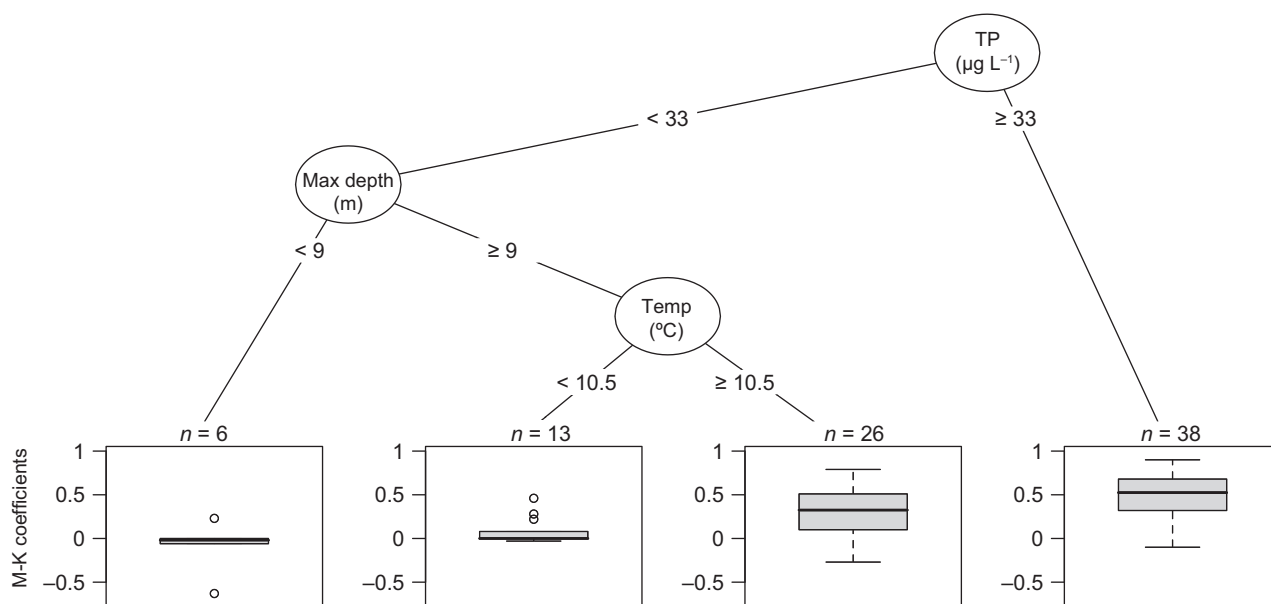 TP
(µg L⁻¹)
< 33
≥ 33
Max depth
(m)
< 9
≥ 9
Temp
(ºC)
< 10.5
≥ 10.5
n = 6
n = 13
n = 26
n = 38
M-K coefficients
1
0.5
0
–0.5
1
0.5
0
–0.5
1
0.5
0
–0.5
1
0.5
0
–0.5